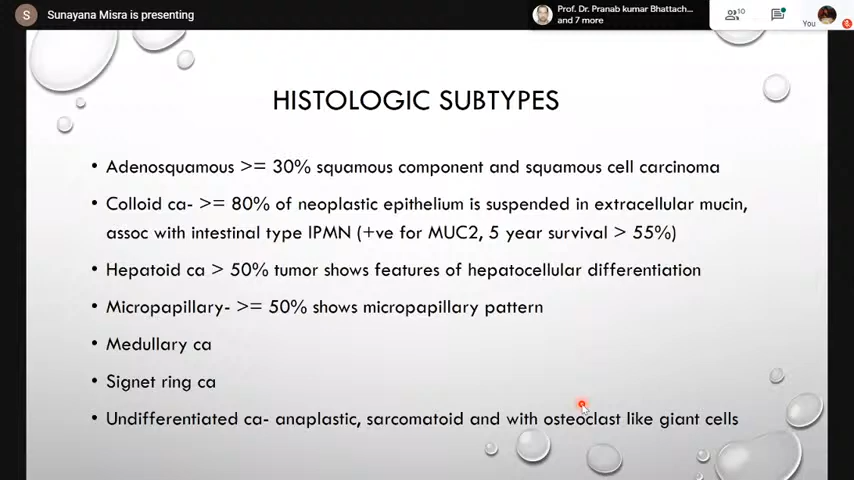 S Sunayana Misra is presenting
Prof. Dr. Pranab kumar Bhattach...
and 7 more
10
You
HISTOLOGIC SUBTYPES
• Adenosquamous >= 30% squamous component and squamous cell carcinoma
• Colloid ca- >= 80% of neoplastic epithelium is suspended in extracellular mucin,
assoc with intestinal type IPMN (+ve for MUC2, 5 year survival > 55%)
• Hepatoid ca > 50% tumor shows features of hepatocellular differentiation
• Micropapillary- >= 50% shows micropapillary pattern
• Medullary ca
• Signet ring ca
• Undifferentiated ca- anaplastic, sarcomatoid and with osteoclast like giant cells